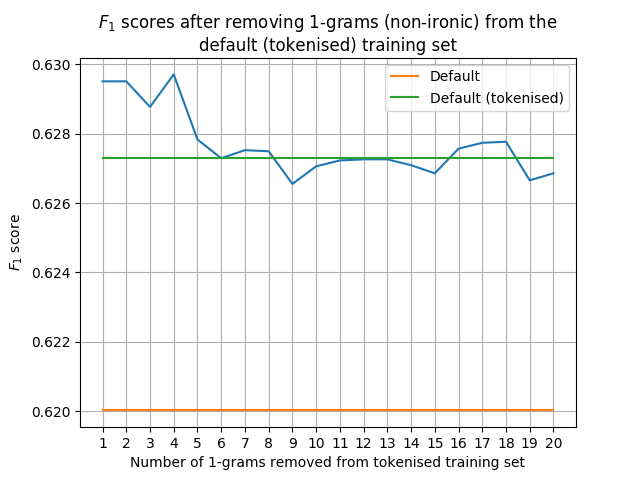 F₁ scores after removing 1-grams (non-ironic) from the
default (tokenised) training set
0.630
0.628
0.626
0.624
0.622
0.620
F₁ score
Default
Default (tokenised)
1 2 3 4 5 6 7 8 9 10 11 12 13 14 15 16 17 18 19 20
Number of 1-grams removed from tokenised training set